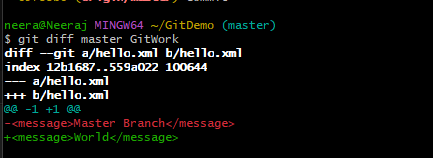 neera@Neeraj MINGW64 ~/GitDemo (master)
$ git diff master GitWork
diff --git a/hello.xml b/hello.xml
index 12b1687..559a022 100644
--- a/hello.xml
+++ b/hello.xml
@@ -1 +1 @@
-<message>Master Branch</message>
+<message>World</message>